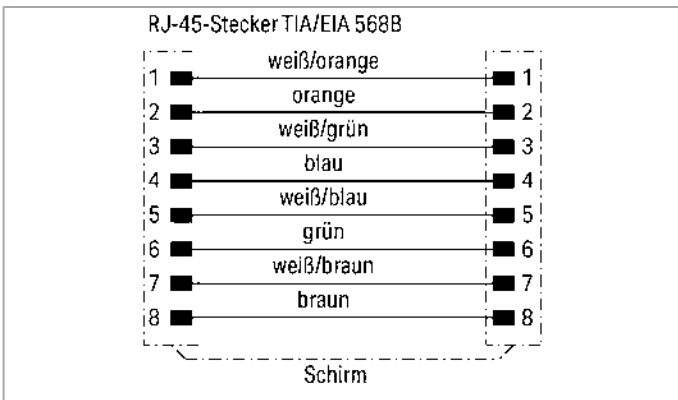 RJ-45-Stecker TIA/EIA 568B
weiß/orange
1 1
orange
2 2
weiß/grün
3 3
blau
4 4
weiß/blau
5 5
grün
6 6
weiß/braun
7 7
braun
8 8
Schirm